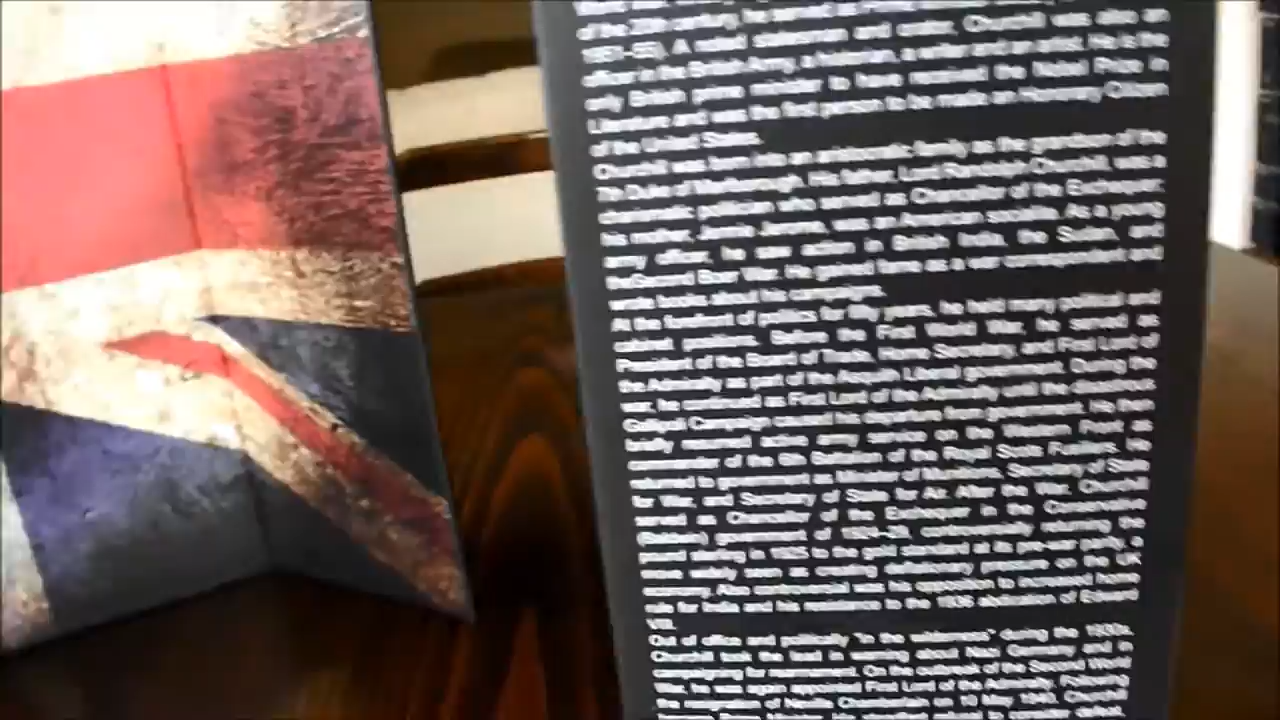 of the 20th century, he served as Prime Minister
1951–55). A noted statesman and orator, Churchill was also an
officer in the British Army, a historian, a writer and an artist. He is the
only British prime minister to have received the Nobel Prize in
Literature and was the first person to be made an Honorary Citizen
of the United States.
Churchill was born into an aristocratic family as the grandson of the
7th Duke of Marlborough. His father, Lord Randolph Churchill, was a
charismatic politician who served as Chancellor of the Exchequer;
his mother, Jennie Jerome, was an American socialite. As a young
army officer, he saw action in British India, the Sudan, and
theSecond Boer War. He gained fame as a war correspondent and
wrote books about his campaigns.
At the forefront of politics for fifty years, he held many political and
cabinet positions. Before the First World War, he served as
President of the Board of Trade, Home Secretary, and First Lord of
the Admiralty as part of the Asquith Liberal government. During the
war, he continued as First Lord of the Admiralty until the disastrous
Gallipoli Campaign caused his departure from government. He then
briefly resumed active army service on the Western Front as
commander of the 6th Battalion of the Royal Scots Fusiliers. He
returned to government as Minister of Munitions, Secretary of State
for War, and Secretary of State for Air. After the War, Churchill
served as Chancellor of the Exchequer in the Conservative
(Baldwin) government of 1924–29, controversially returning the
pound sterling in 1925 to the gold standard at its pre-war parity, a
move widely seen as creating deflationary pressure on the UK
economy. Also controversial was his opposition to increased home
rule for India and his resistance to the 1936 abdication of Edward
VIII.
Out of office and politically "in the wilderness" during the 1930s,
Churchill took the lead in warning about Nazi Germany and in
campaigning for rearmament. On the outbreak of the Second World
War, he was again appointed First Lord of the Admiralty. Following
the resignation of Neville Chamberlain on 10 May 1940, Churchill
became Prime Minister. His steadfast refusal to consider defeat,